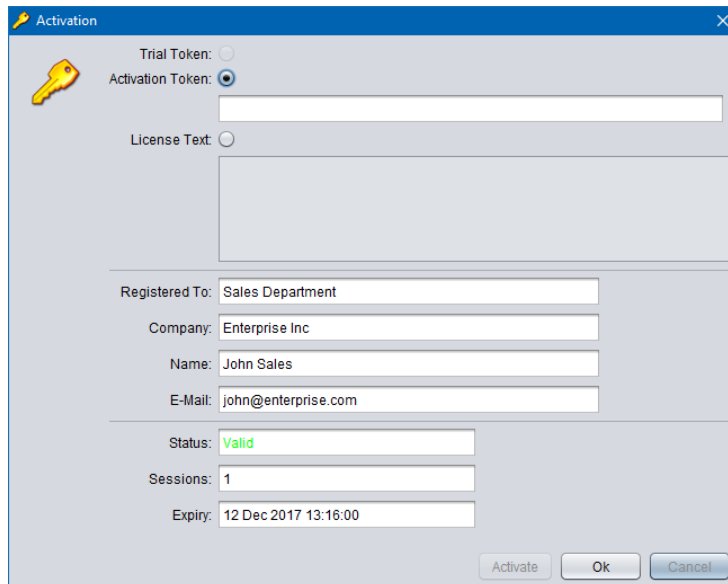 Activation
Trial Token:
Activation Token:
License Text:
Registered To: Sales Department
Company: Enterprise Inc
Name: John Sales
E-Mail: john@enterprise.com
Status: Valid
Sessions: 1
Expiry: 12 Dec 2017 13:16:00
Activate Ok Cancel